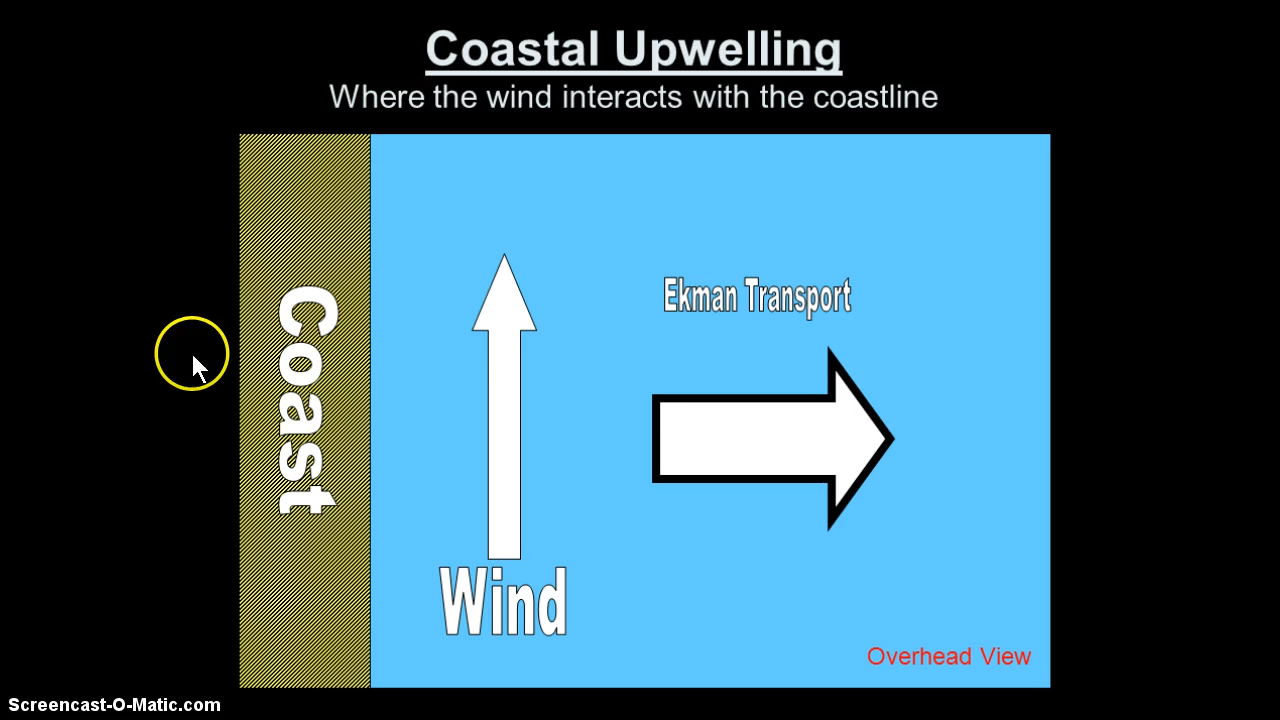 Coastal Upwelling
Where the wind interacts with the coastline
Coast
Ekman Transport
Wind
Overhead View
Screencast-O-Matic.com